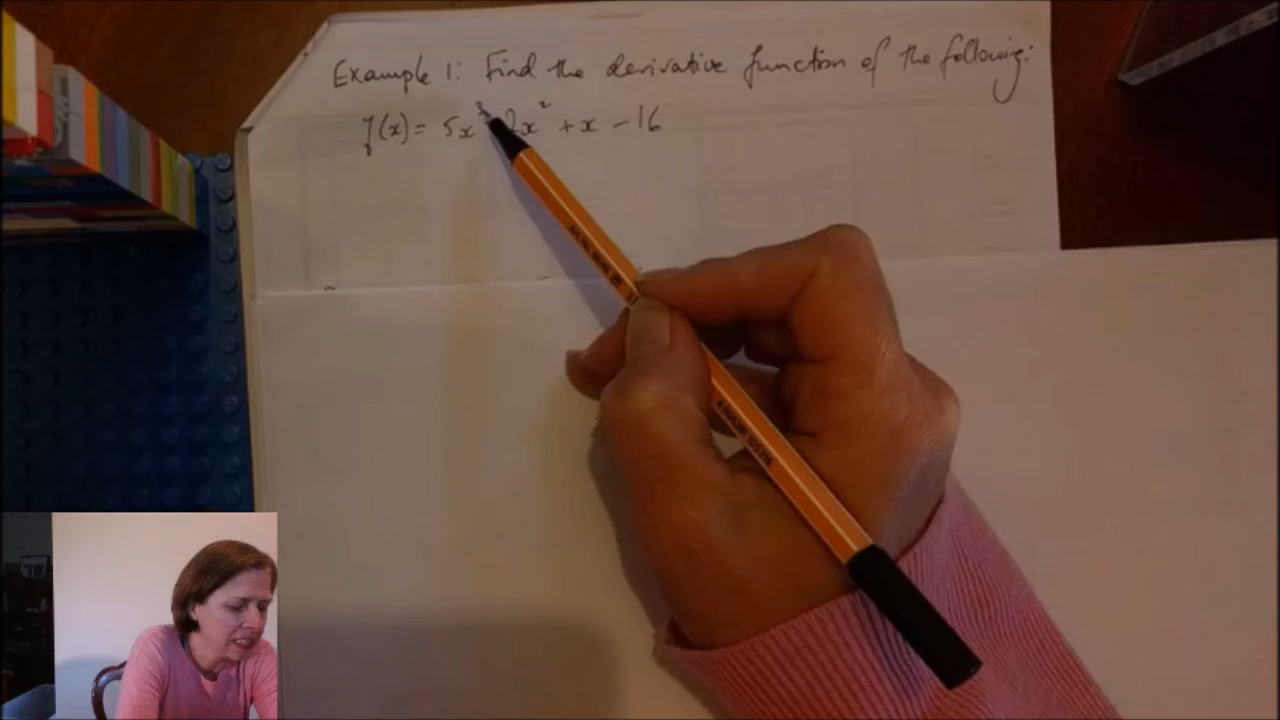 Example 1: Find the derivative function of the following:
f(x) = 5x³ 2x² + x - 16